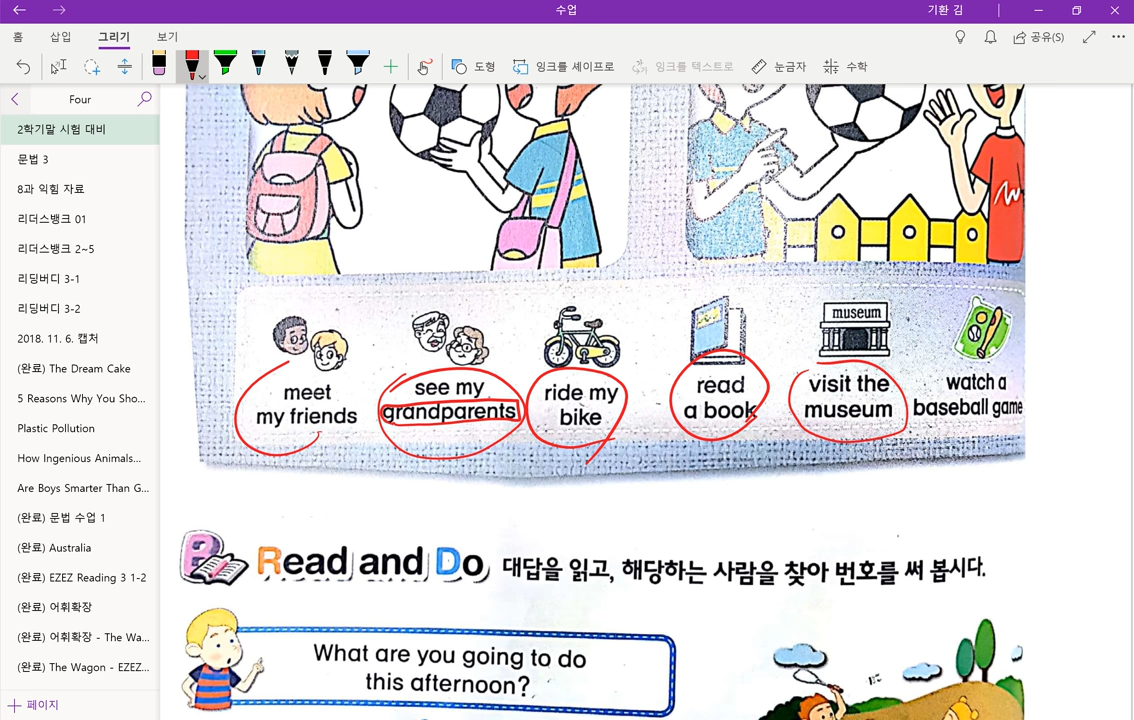 수업
기환 김
홈 삽입 그리기 보기
공유(S)
도형 잉크를 셰이프로 잉크를 텍스트로 눈금자 수학
Four
2학기말 시험 대비
문법 3
8과 익힘 자료
리더스뱅크 01
리더스뱅크 2~5
리딩버디 3-1
리딩버디 3-2
2018. 11. 6. 캡처
(완료) The Dream Cake
5 Reasons Why You Sho...
Plastic Pollution
How Ingenious Animals...
Are Boys Smarter Than G...
(완료) 문법 수업 1
(완료) Australia
(완료) EZEZ Reading 3 1-2
(완료) 어휘확장
(완료) 어휘확장 - The Wa...
(완료) The Wagon - EZEZ...
페이지
museum
meet
my friends
see my
grandparents
ride my
bike
read
a book
visit the
museum
watch a
baseball game
B Read and Do 대답을 읽고, 해당하는 사람을 찾아 번호를 써 봅시다.
What are you going to do
this afternoon?